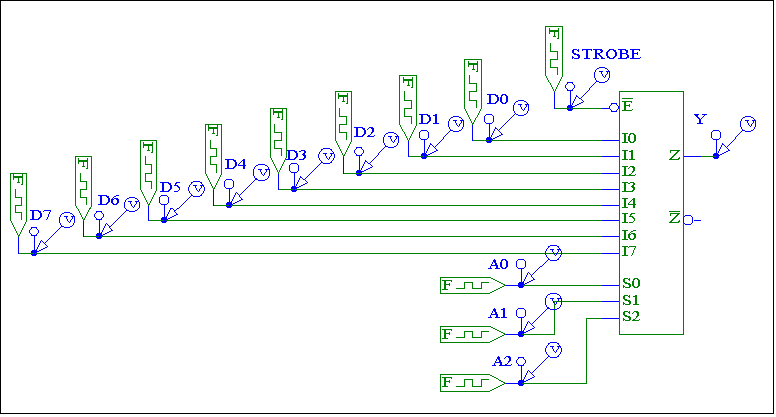 F
STROBE
V
F
F
D0
V
E
Y
V
F
D1
V
I0
F
D2
V
I1
Z
F
D3
V
I2
F
D4
V
I3
F
D5
V
I4
F
D6
V
I5
Z
D7
V
I6
I7
A0
V
F
S0
A1
V
S1
F
S2
A2
V
F